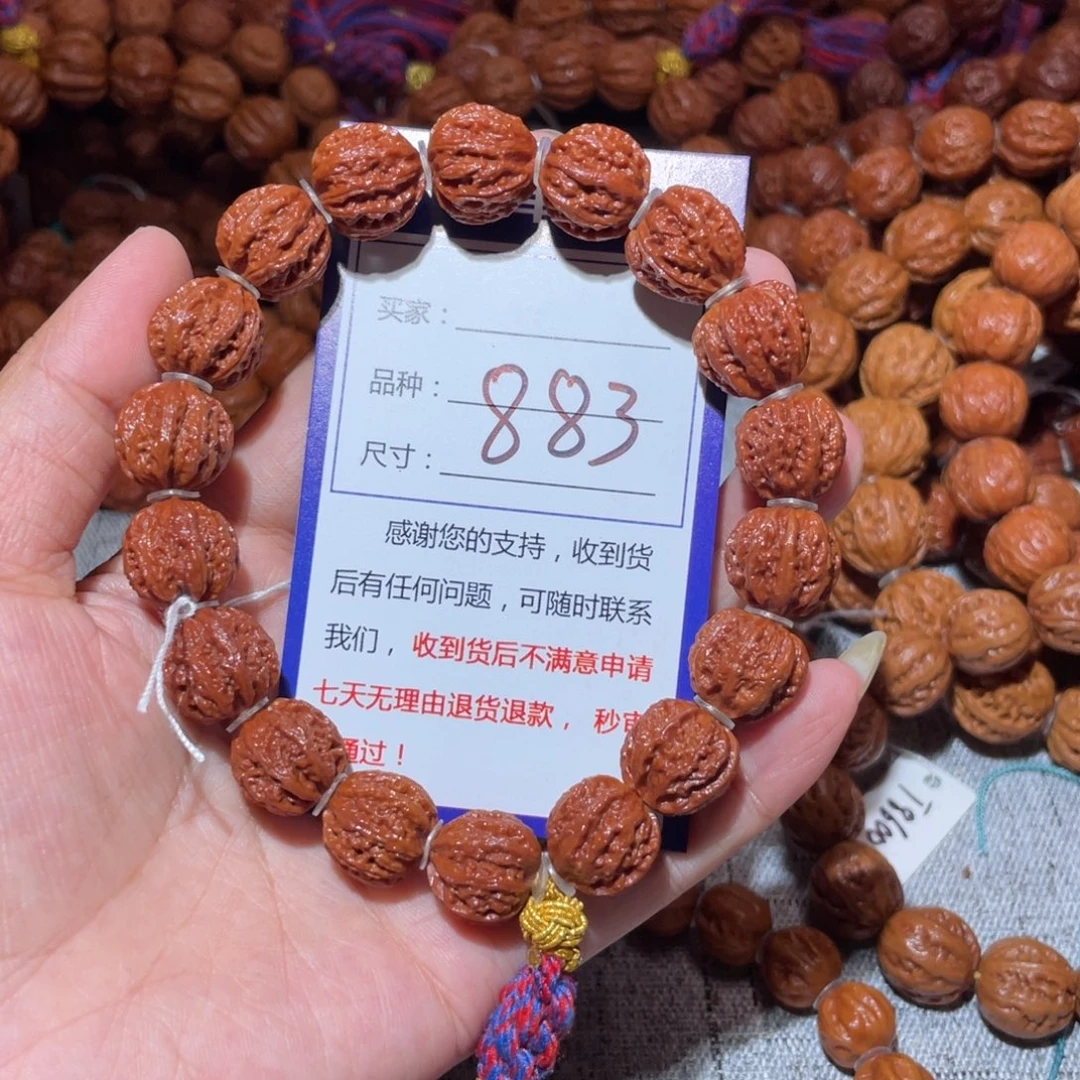 买家：
品种：
883
尺寸：
感谢您的支持，收到货
后有任何问题，可随时联系
我们，收到货后不满意申请
七天无理由退货退款，秒
通过！
T8600